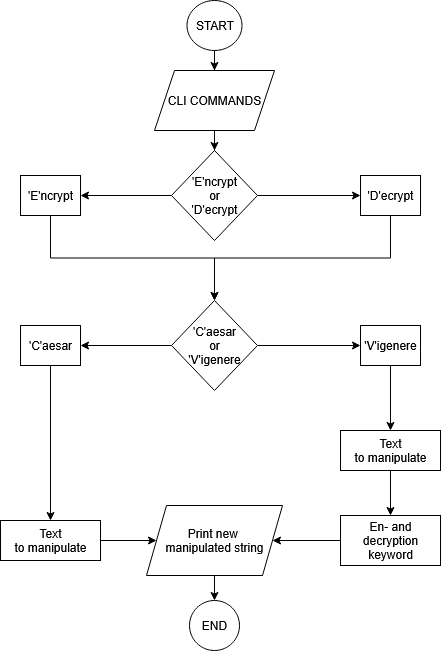 START
CLI COMMANDS
'E'ncrypt
'E'ncrypt
or
'D'ecrypt
'D'ecrypt
'C'aesar
'C'aesar
or
'V'igenere
'V'igenere
Text
to manipulate
Text
to manipulate
Print new
manipulated string
En- and
decryption
keyword
END